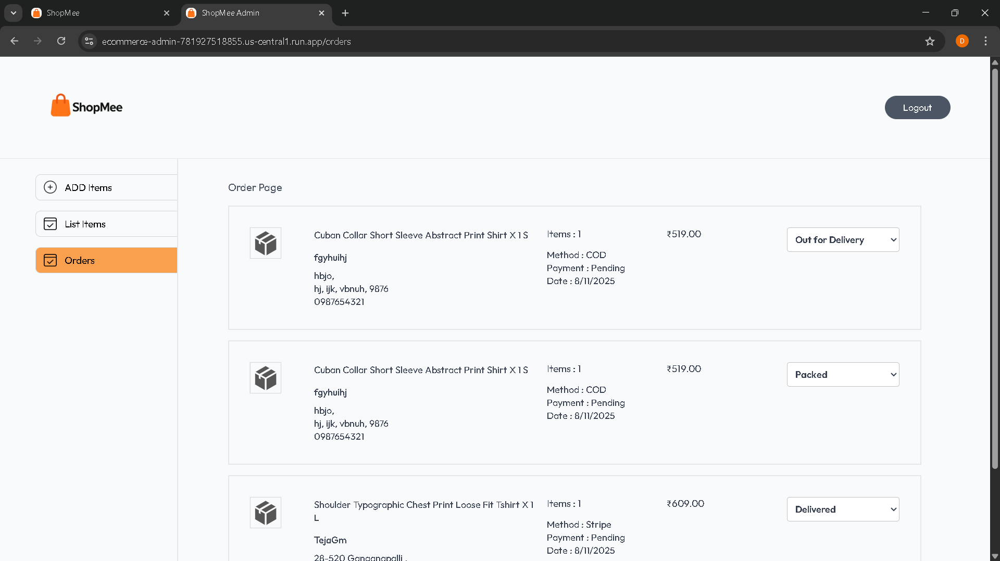 ShopMee
ShopMee Admin
ecommerce-admin-781927518855.us-central1.run.app/orders
D
ShopMee
Logout
ADD Items
List Items
Orders
Order Page
Cuban Collar Short Sleeve Abstract Print Shirt X 1 S
fgyhuihj
hbjo,
hj, ijk, vbnuh, 9876
0987654321
Items : 1
Method : COD
Payment : Pending
Date : 8/11/2025
₹519.00
Out for Delivery
Cuban Collar Short Sleeve Abstract Print Shirt X 1 S
fgyhuihj
hbjo,
hj, ijk, vbnuh, 9876
0987654321
Items : 1
Method : COD
Payment : Pending
Date : 8/11/2025
₹519.00
Packed
Shoulder Typographic Chest Print Loose Fit Tshirt X 1
L
TejaGm
28-520 Ganganapalli ,
Items : 1
Method : Stripe
Payment : Pending
Date : 8/11/2025
₹609.00
Delivered